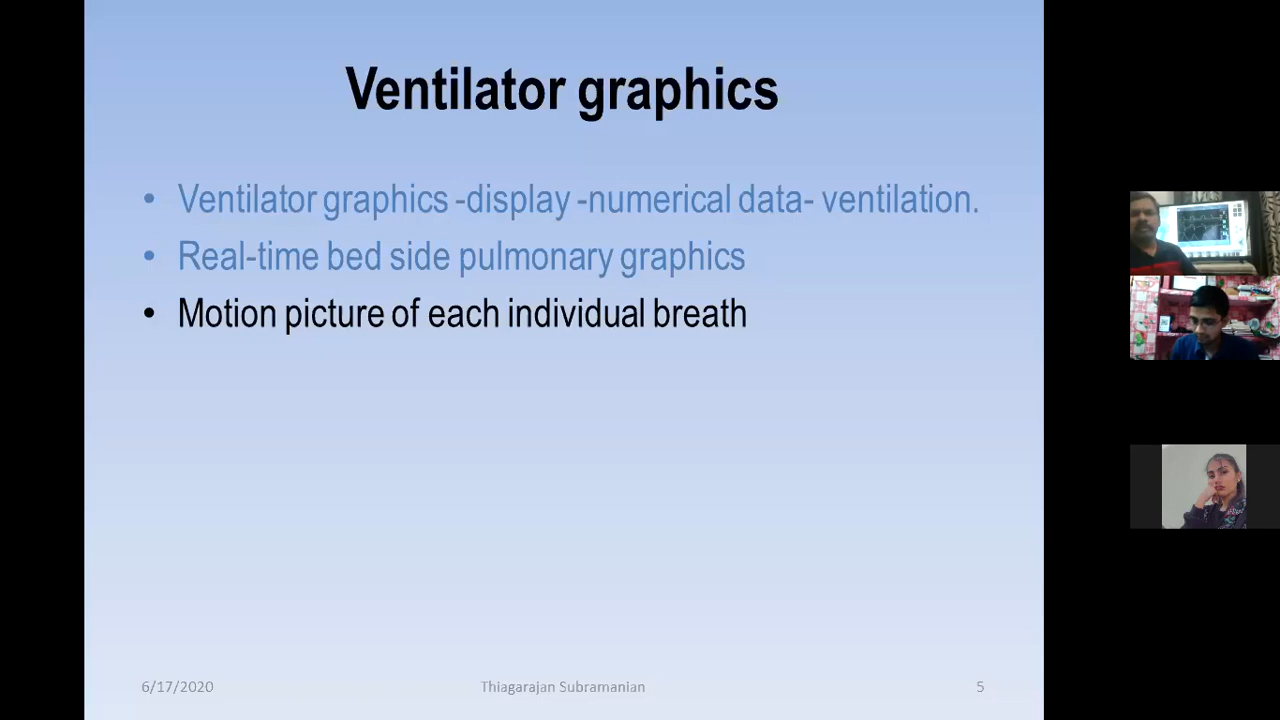 Ventilator graphics
• Ventilator graphics -display -numerical data- ventilation.
• Real-time bed side pulmonary graphics
• Motion picture of each individual breath
6/17/2020
Thiagarajan Subramanian
5